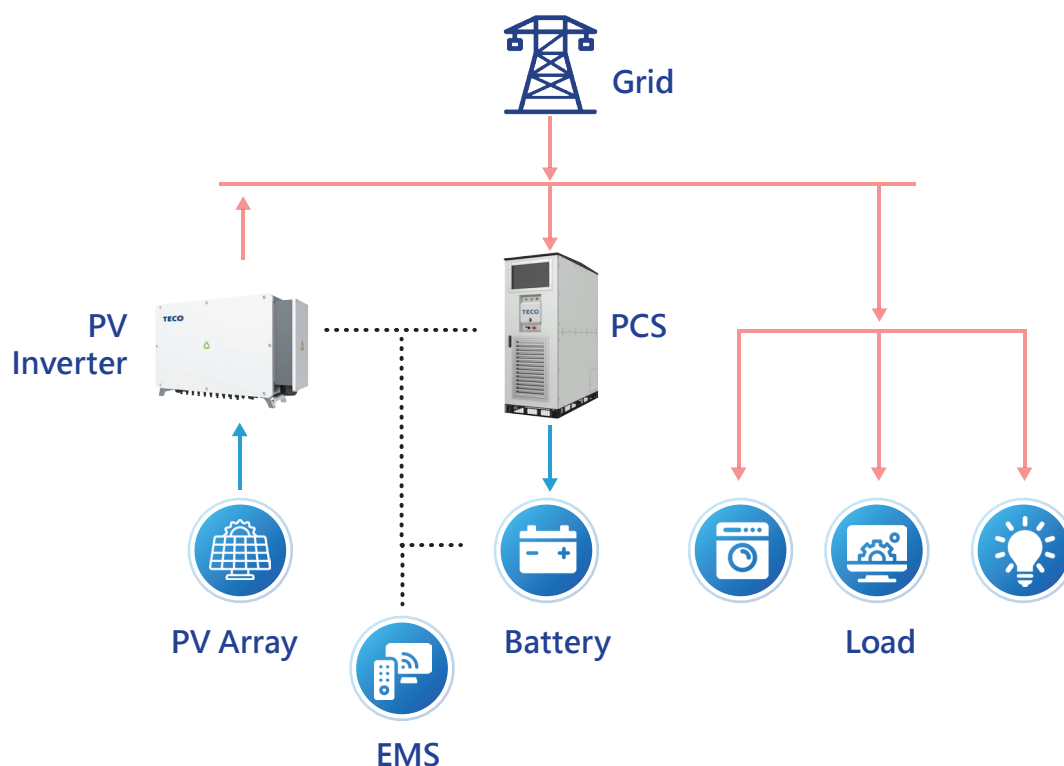 Grid
PV
Inverter
TECO
TECO
PCS
PV Array
Battery
Load
EMS